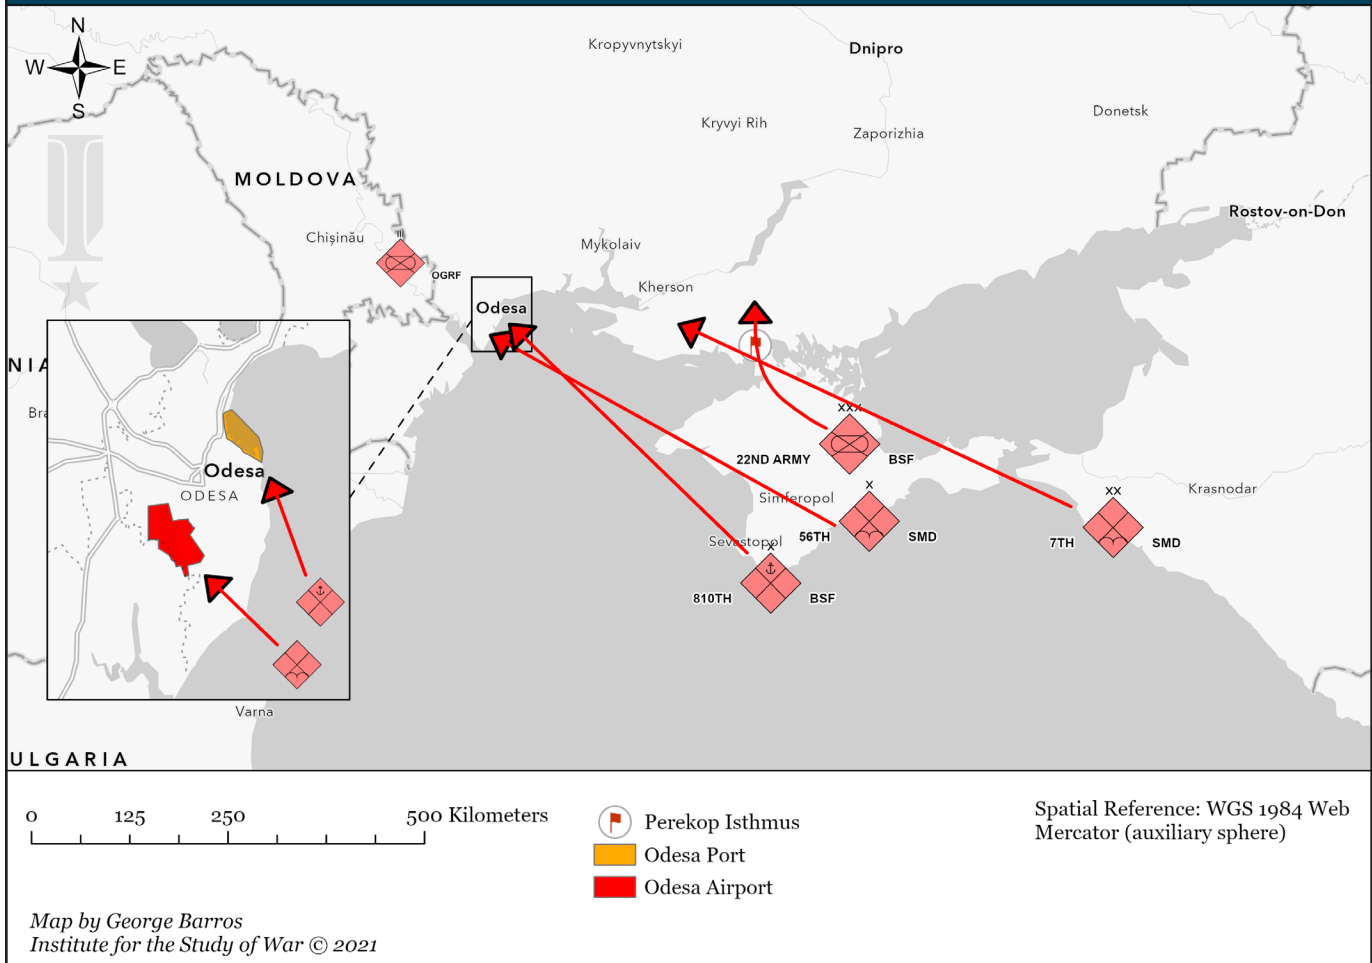 N
W E
S
Kropyvnytskyi
Dnipro
Kryvyi Rih
Zaporizhia
Donetsk
MOLDOVA
Chișinău
Rostov-on-Don
III
OGRF
Mykolaiv
Kherson
Odesa
NIA
Bra
XXX
22ND ARMY BSF
Simferopol
X
56TH SMD
Sevastopol
X
810TH BSF
Krasnodar
XX
7TH SMD
Odesa
ODESA
Varna
ULGARIA
0 125 250 500 Kilometers
Perekop Isthmus
Odesa Port
Odesa Airport
Spatial Reference: WGS 1984 Web
Mercator (auxiliary sphere)
Map by George Barros
Institute for the Study of War © 2021